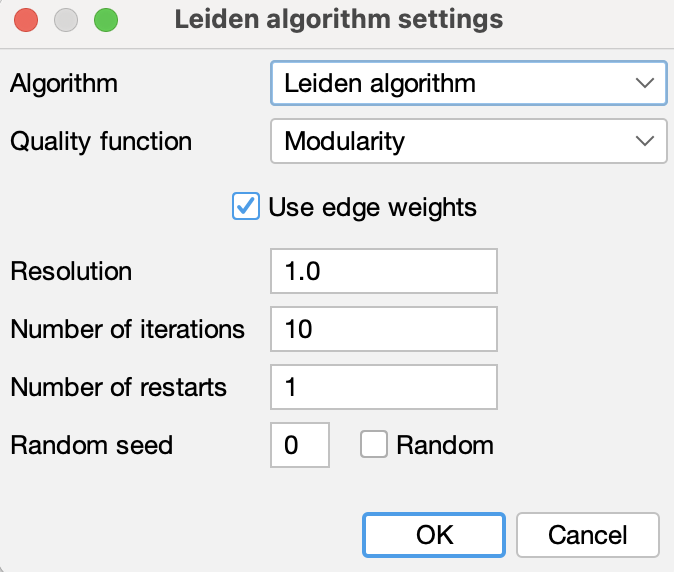 Leiden algorithm settings
Algorithm Leiden algorithm
Quality function Modularity
Use edge weights
Resolution 1.0
Number of iterations 10
Number of restarts 1
Random seed 0 Random
OK Cancel